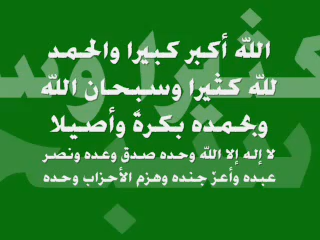 الله أكبر كبيرا والحمد
لله كثيرا وسبحان الله
وبحمده بكرة وأصيلا
لا إله إلا الله وحده صدق وعده ونصر
عبده وأعزّ جنده وهزم الأحزاب وحده